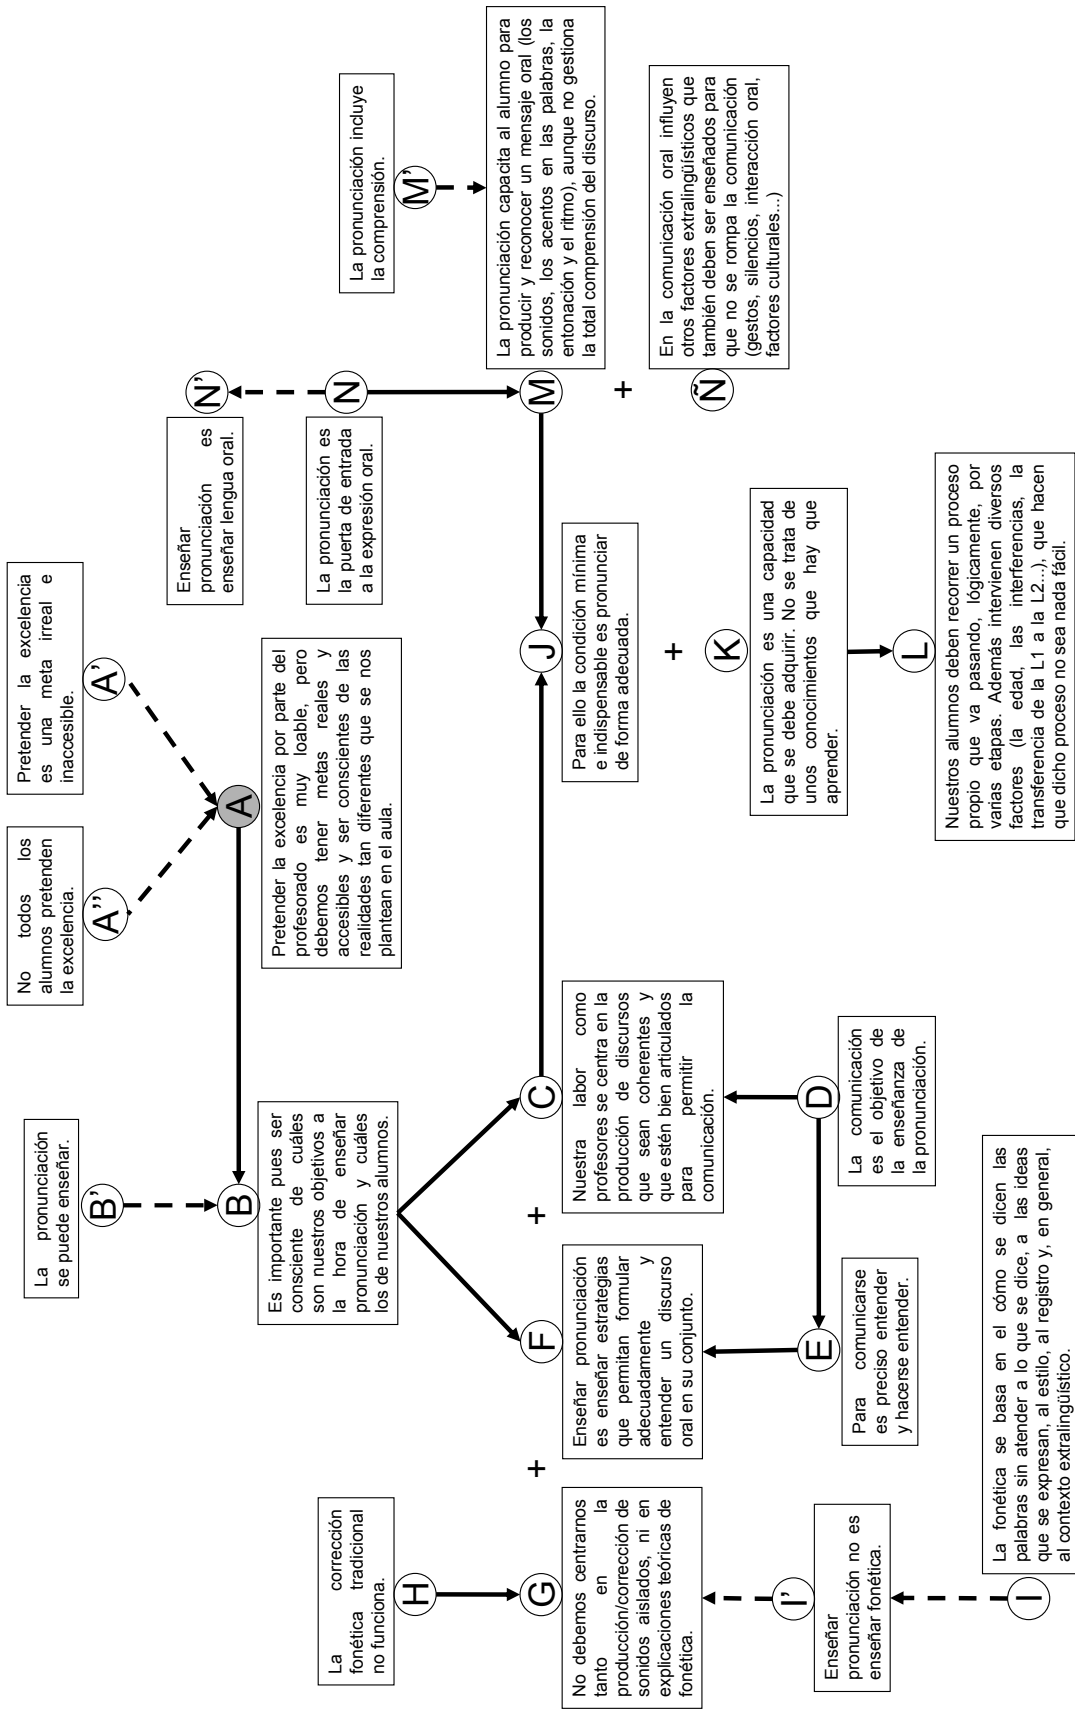 La pronunciación
se puede enseñar.
B'
No todos los
alumnos pretenden
la excelencia.
A''
Pretender la excelencia
es una meta irreal e
inaccesible.
A'
B
Es importante pues ser
consciente de cuáles
son nuestros objetivos a
la hora de enseñar
pronunciación y cuáles
los de nuestros alumnos.
A
Pretender la excelencia por parte del
profesorado es muy loable, pero
debemos tener metas reales y
accesibles y ser conscientes de las
realidades tan diferentes que se nos
plantean en el aula.
Enseñar
pronunciación es
enseñar lengua oral.
N'
La pronunciación es
la puerta de entrada
a la expresión oral.
N
La pronunciación incluye
la comprensión.
M'
La corrección
fonética tradicional
no funciona.
H
G
No debemos centrarnos
tanto en la
producción/corrección de
sonidos aislados, ni en
explicaciones teóricas de
fonética.
+
F
Enseñar pronunciación
es enseñar estrategias
que permitan formular
adecuadamente y
entender un discurso
oral en su conjunto.
+
C
Nuestra labor como
profesores se centra en la
producción de discursos
que sean coherentes y
que estén bien articulados
para permitir la
comunicación.
J
Para ello la condición mínima
e indispensable es pronunciar
de forma adecuada.
M
La pronunciación capacita al alumno para
producir y reconocer un mensaje oral (los
sonidos, los acentos en las palabras, la
entonación y el ritmo), aunque no gestiona
la total comprensión del discurso.
+
+
Ñ
En la comunicación oral influyen
otros factores extralingüísticos que
también deben ser enseñados para
que no se rompa la comunicación
(gestos, silencios, interacción oral,
factores culturales...)
K
La pronunciación es una capacidad
que se debe adquirir. No se trata de
unos conocimientos que hay que
aprender.
I'
Enseñar
pronunciación no es
enseñar fonética.
E
Para comunicarse
es preciso entender
y hacerse entender.
D
La comunicación
es el objetivo de
la enseñanza de
la pronunciación.
L
Nuestros alumnos deben recorrer un proceso
propio que va pasando, lógicamente, por
varias etapas. Además intervienen diversos
factores (la edad, las interferencias, la
transferencia de la L1 a la L2...), que hacen
que dicho proceso no sea nada fácil.
I
La fonética se basa en el cómo se dicen las
palabras sin atender a lo que se dice, a las ideas
que se expresan, al estilo, al registro y, en general,
al contexto extralingüístico.